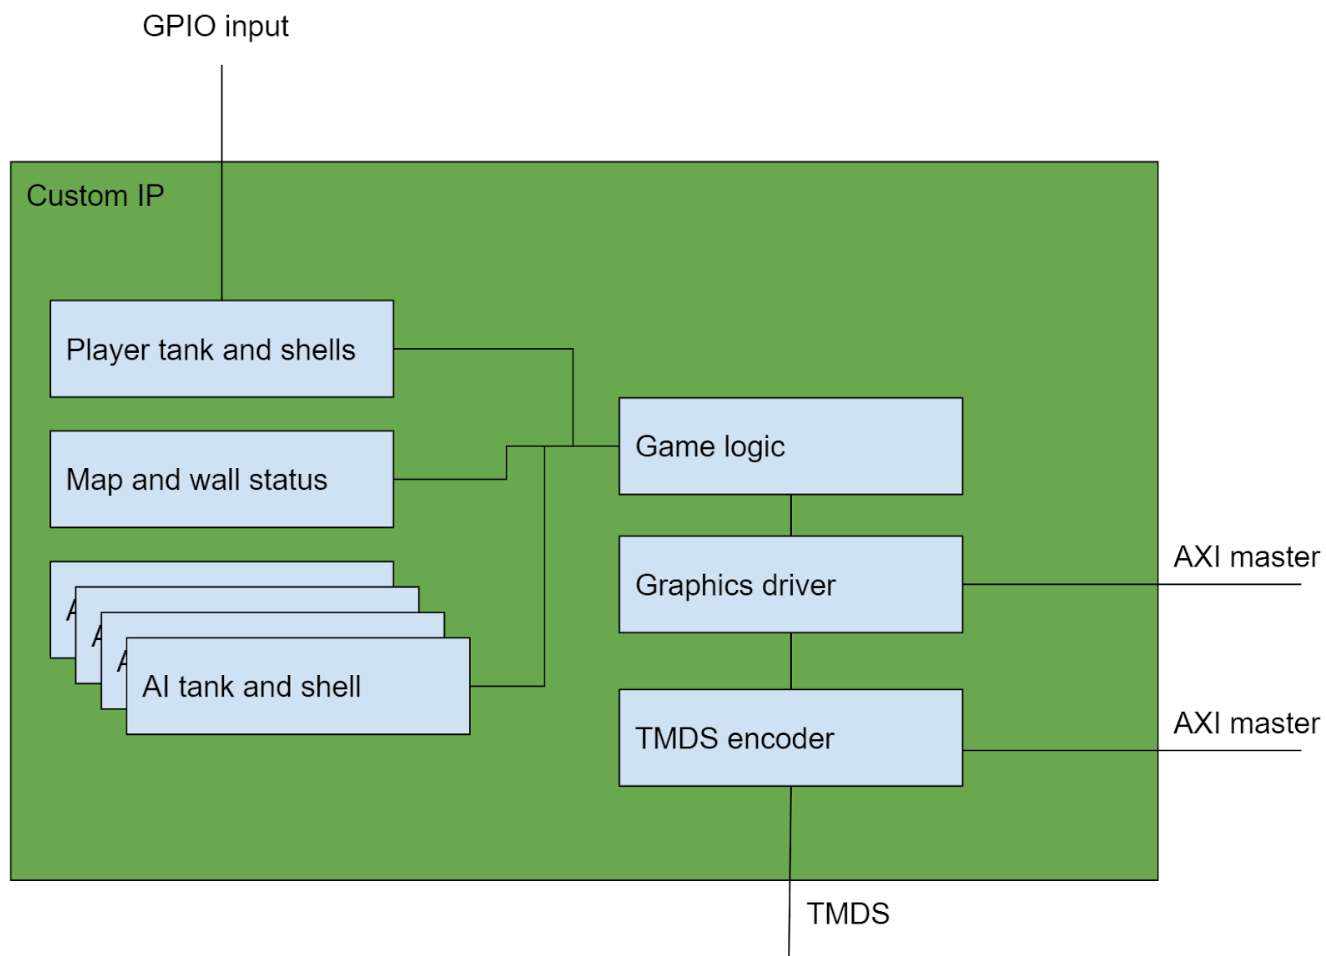 GPIO input
Custom IP
Player tank and shells
Game logic
Map and wall status
AXI master
Graphics driver
A
A
A
AI tank and shell
AXI master
TMDS encoder
TMDS